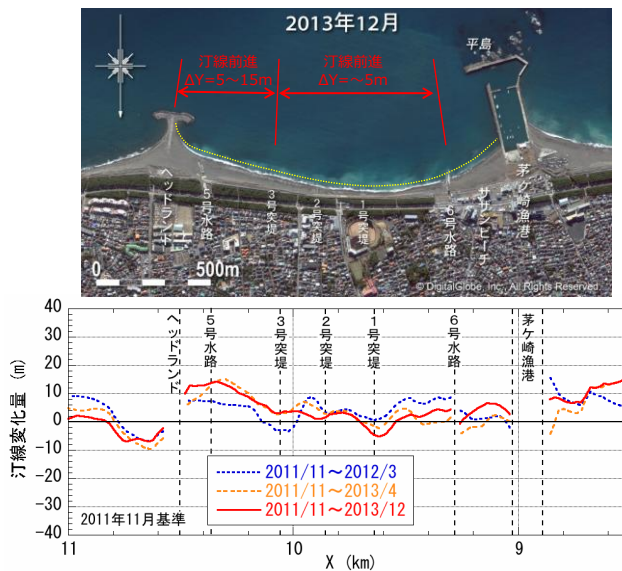 2013年12月
平島
汀線前進
ΔY=5～15m
汀線前進
ΔY=～5m
ヘッドランド
5号水路
3号突堤
2号突堤
1号突堤
6号水路
サザンビーチ
茅ケ崎漁港
0 500m
© DigitalGlobe, Inc., All Rights Reserved
40
30
20
10
0
-10
-20
-30
-40
汀線変化量 (m)
ヘッドランド
5号水路
3号突堤
2号突堤
1号突堤
6号水路
茅ケ崎漁港
2011/11～2012/3
2011/11～2013/4
2011/11～2013/12
2011年11月基準
11 10 9
X (km)